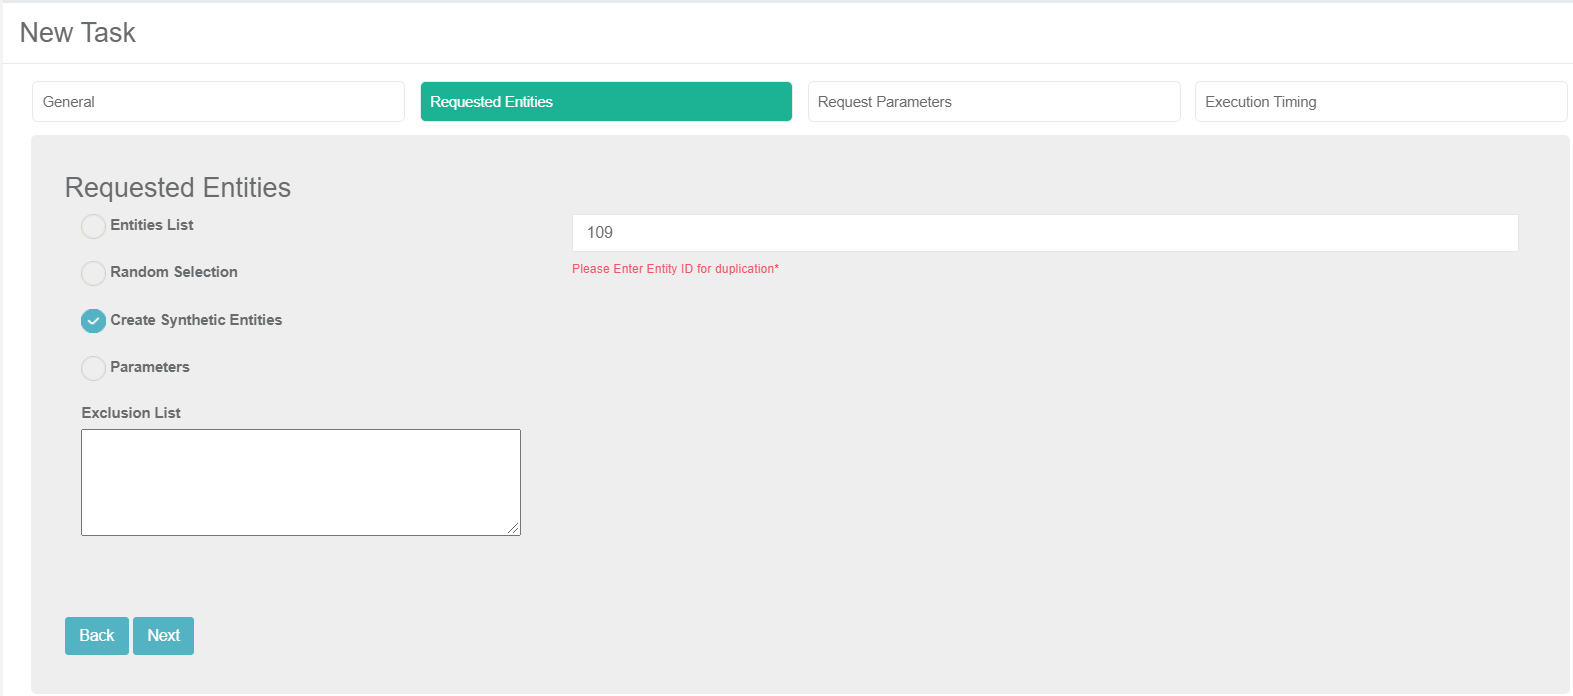 New Task
General
Requested Entities
Request Parameters
Execution Timing
Requested Entities
Entities List
109
Please Enter Entity ID for duplication*
Random Selection
Create Synthetic Entities
Parameters
Exclusion List
Back
Next